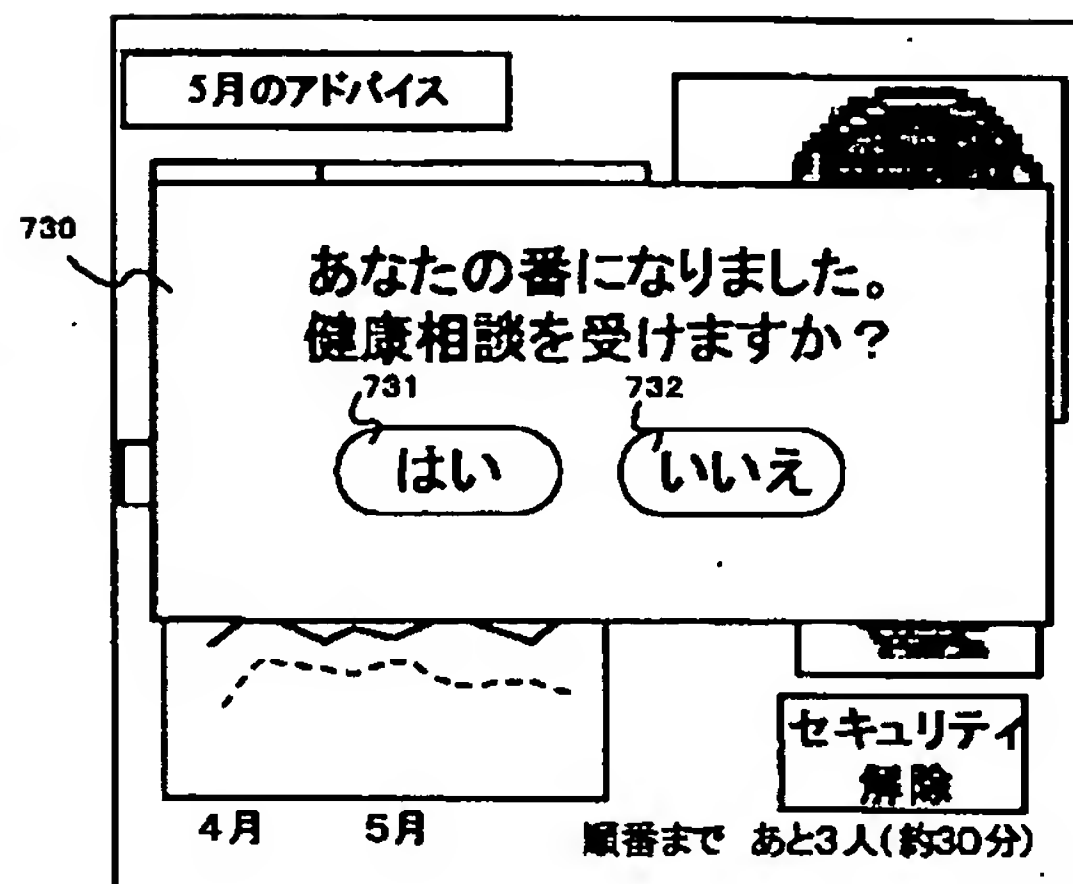 5月のアドバイス
730
あなたの番になりました。
健康相談を受けますか？
731
732
はい
いいえ
セキュリティ
解除
4月
5月
順番まで あと3人(約30分)